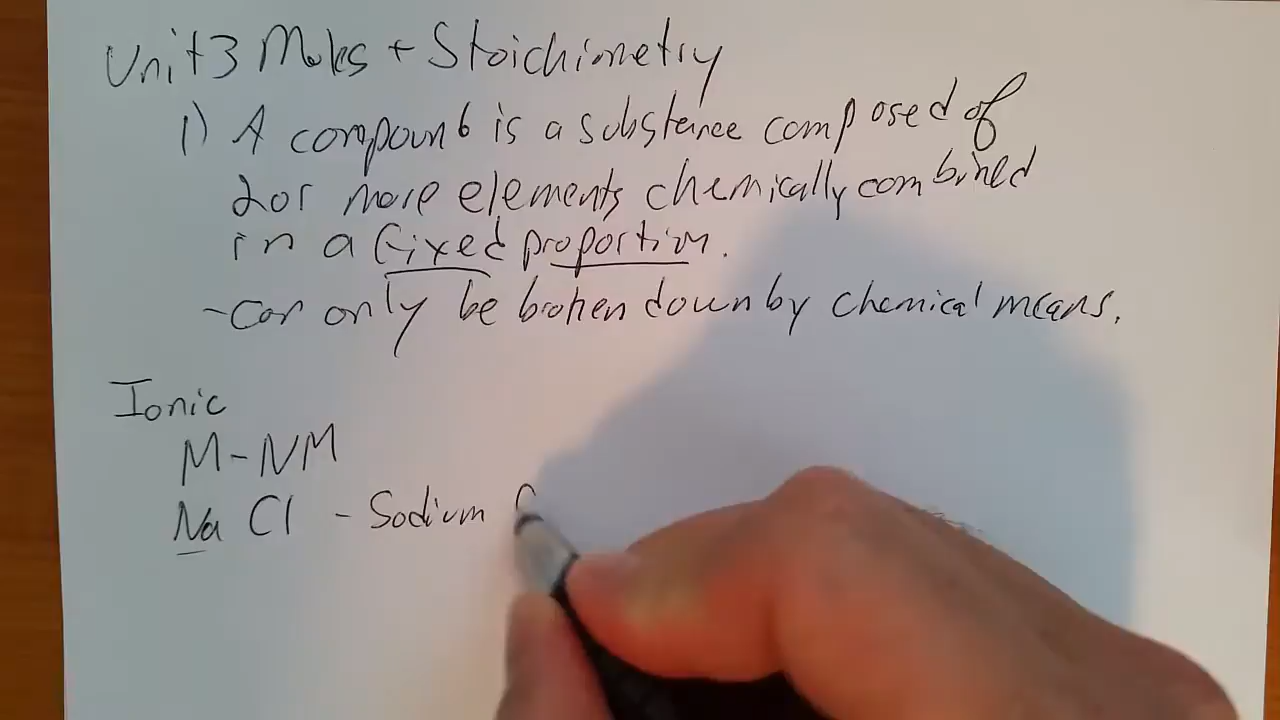 Unit 3 Moles + Stoichimetry
1) A compound is a substance composed of
2 or more elements chemically combined
in a fixed proportion.
- can only be broken down by chemical means.
Ionic
M-NM
Na Cl - Sodium C